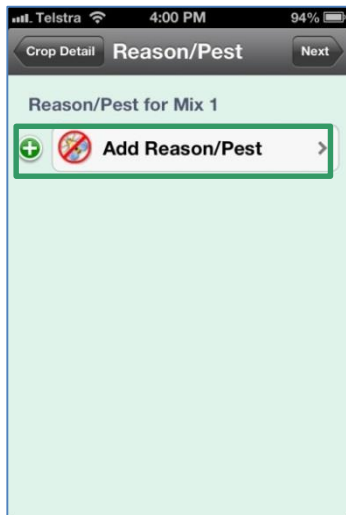 Telstra 4:00 PM 94%
Crop Detail Reason/Pest Next
Reason/Pest for Mix 1
Add Reason/Pest